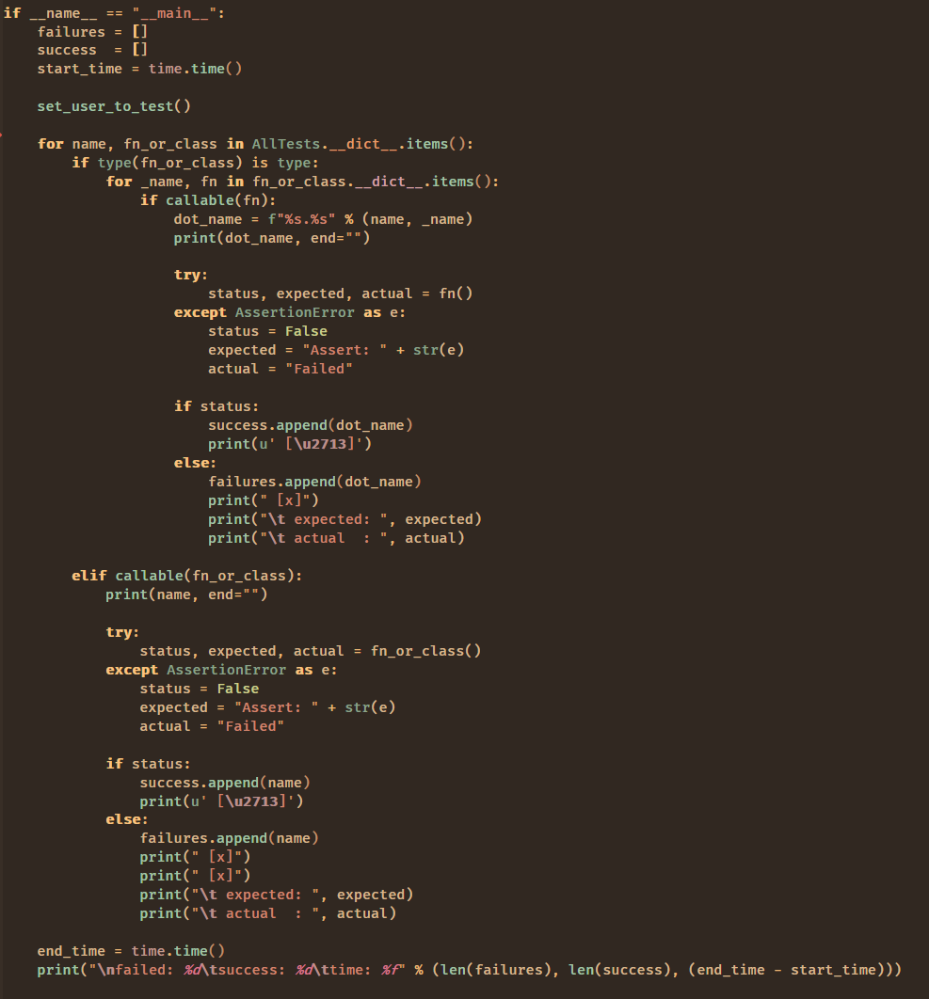 if __name__ == "__main__":
    failures = []
    success  = []
    start_time = time.time()

    set_user_to_test()

    for name, fn_or_class in AllTests.__dict__.items():
        if type(fn_or_class) is type:
            for _name, fn in fn_or_class.__dict__.items():
                if callable(fn):
                    dot_name = f"%s.%s" % (name, _name)
                    print(dot_name, end="")

                    try:
                        status, expected, actual = fn()
                    except AssertionError as e:
                        status = False
                        expected = "Assert: " + str(e)
                        actual = "Failed"

                    if status:
                        success.append(dot_name)
                        print(u' [\u2713]')
                    else:
                        failures.append(dot_name)
                        print(" [x]")
                        print("\t expected: ", expected)
                        print("\t actual  : ", actual)

        elif callable(fn_or_class):
            print(name, end="")

            try:
                status, expected, actual = fn_or_class()
            except AssertionError as e:
                status = False
                expected = "Assert: " + str(e)
                actual = "Failed"

            if status:
                success.append(name)
                print(u' [\u2713]')
            else:
                failures.append(name)
                print(" [x]")
                print(" [x]")
                print("\t expected: ", expected)
                print("\t actual  : ", actual)

    end_time = time.time()
    print("\nfailed: %d\tsuccess: %d\ttime: %f" % (len(failures), len(success), (end_time - start_time)))